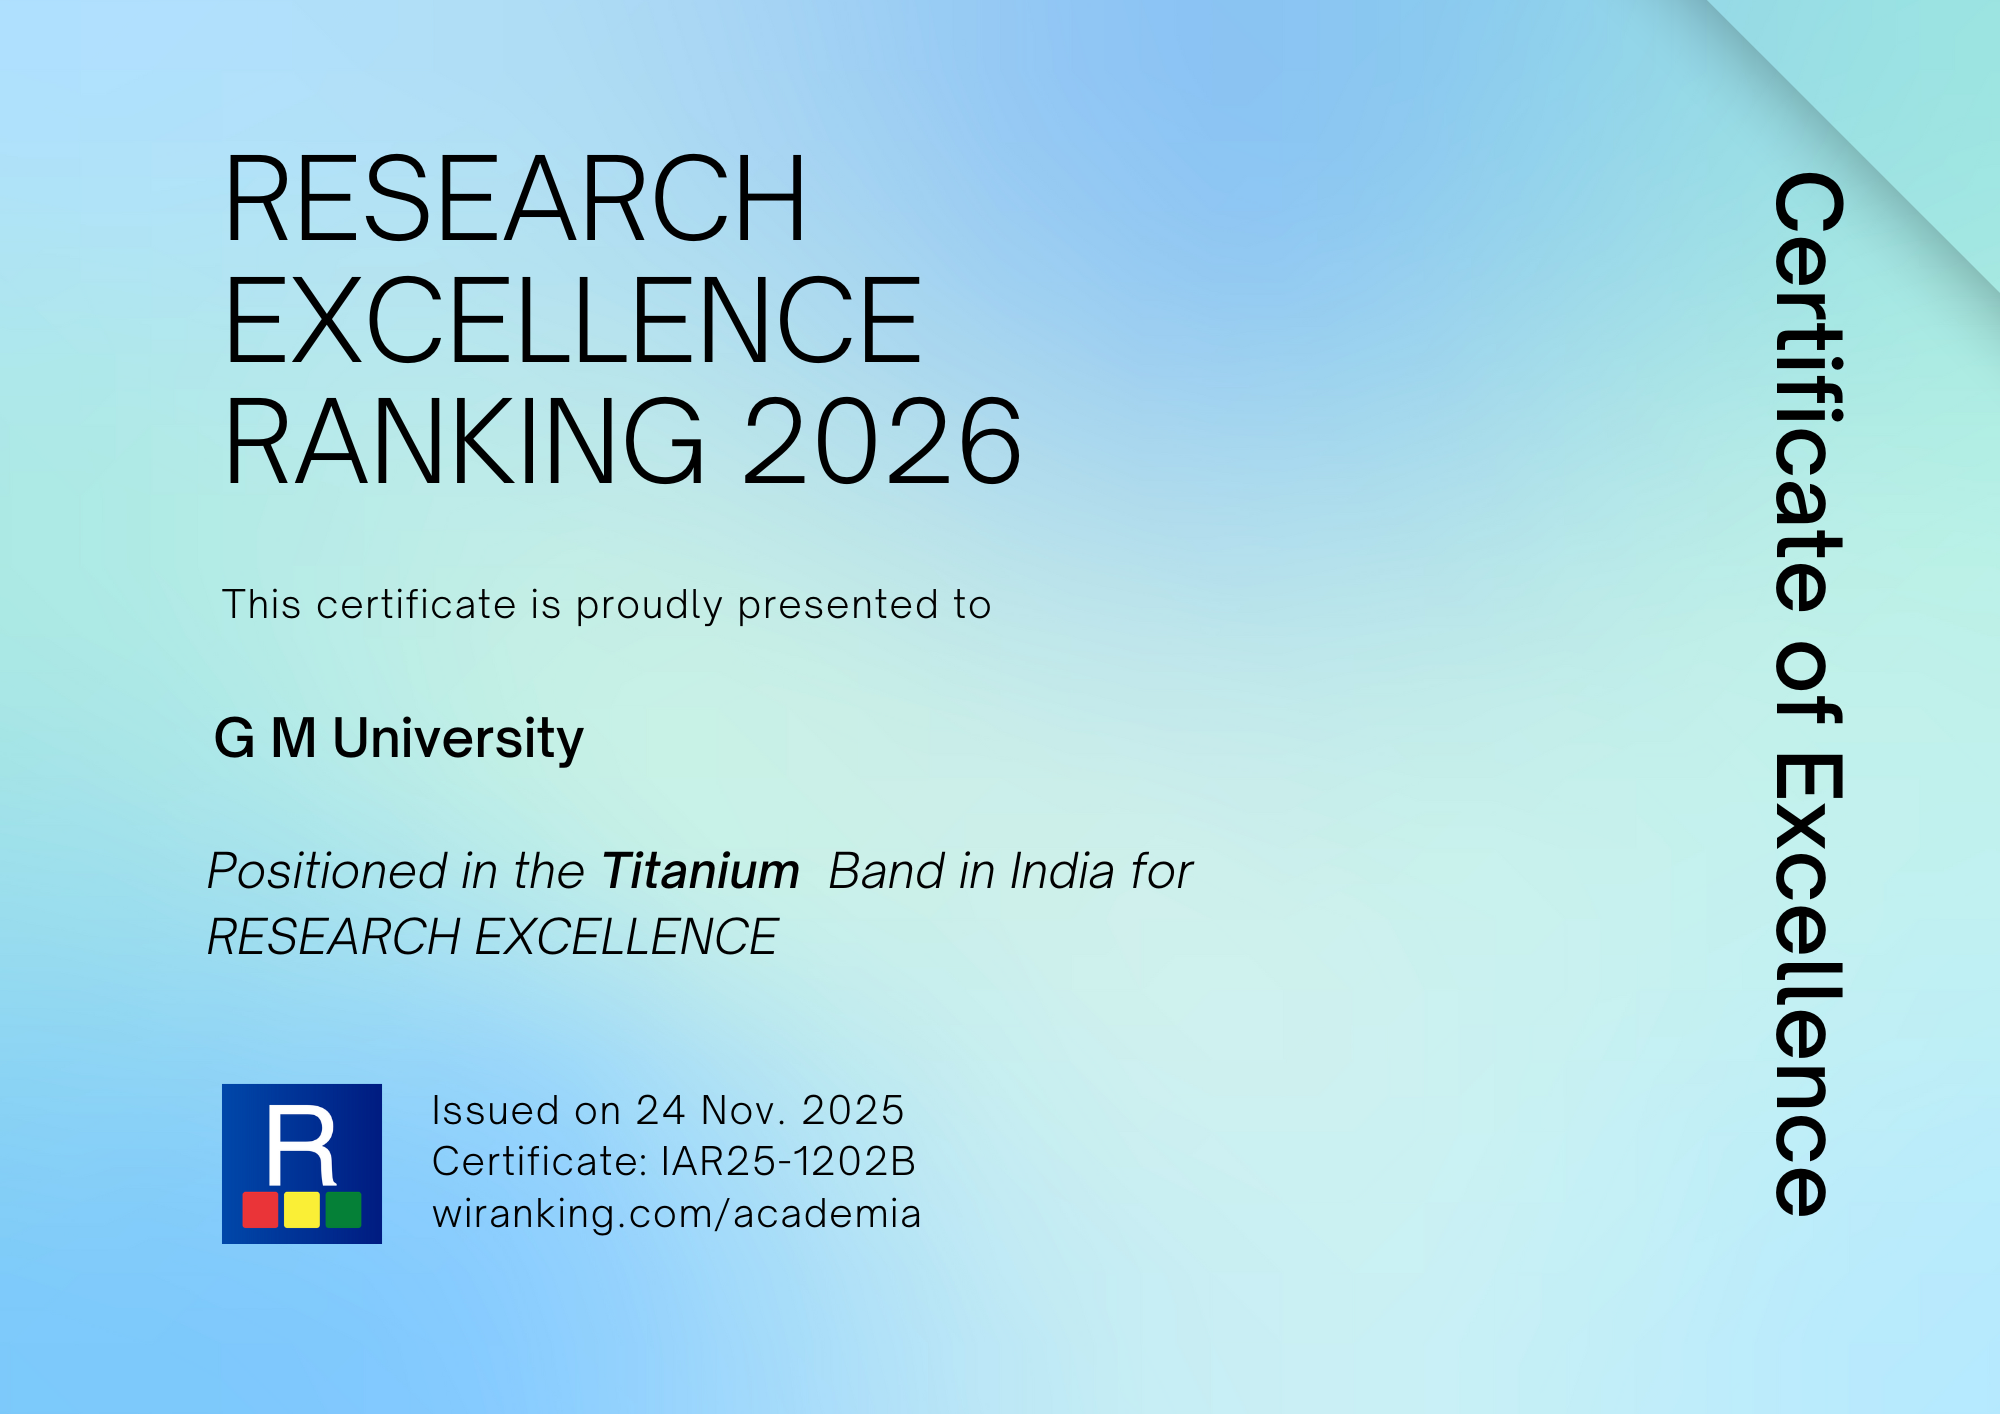 RESEARCH
EXCELLENCE
RANKING 2026
This certificate is proudly presented to
G M University
Positioned in the Titanium Band in India for
RESEARCH EXCELLENCE
R
Issued on 24 Nov. 2025
Certificate: IAR25-1202B
wiranking.com/academia
Certificate of Excellence